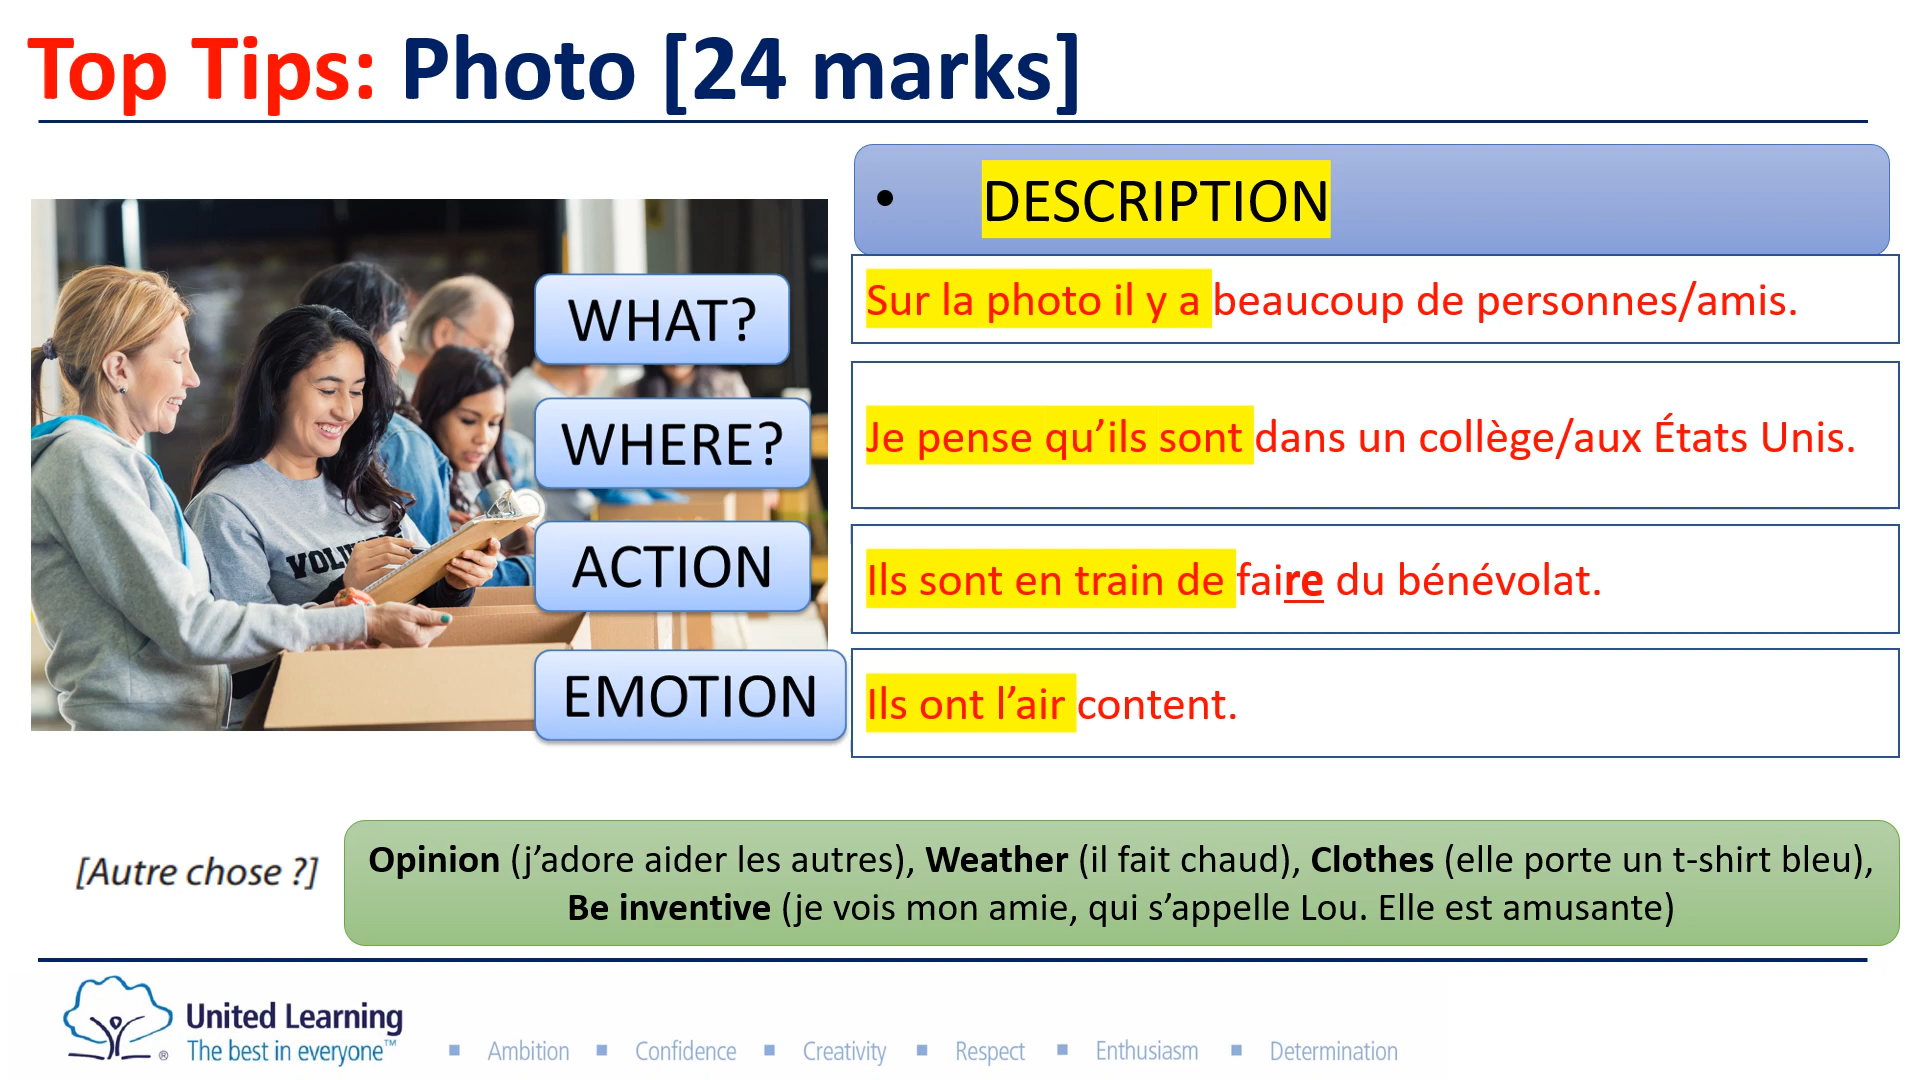 Top Tips: Photo [24 marks]
• DESCRIPTION
WHAT?
Sur la photo il y a beaucoup de personnes/amis.
WHERE?
Je pense qu’ils sont dans un collège/aux États Unis.
ACTION
Ils sont en train de faire du bénévolat.
EMOTION
Ils ont l’air content.
[Autre chose ?]
Opinion (j’adore aider les autres), Weather (il fait chaud), Clothes (elle porte un t-shirt bleu),
Be inventive (je vois mon amie, qui s’appelle Lou. Elle est amusante)
United Learning
The best in everyone™
▪ Ambition ▪ Confidence ▪ Creativity ▪ Respect ▪ Enthusiasm ▪ Determination